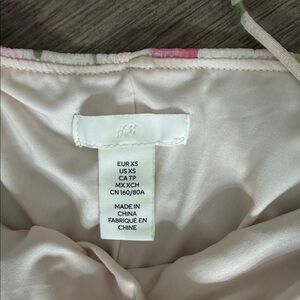 H&M
EUR XS
US XS
CA TP
MX XCH
CN 160/80A
MADE IN
CHINA
FABRIQUÉ EN
CHINE